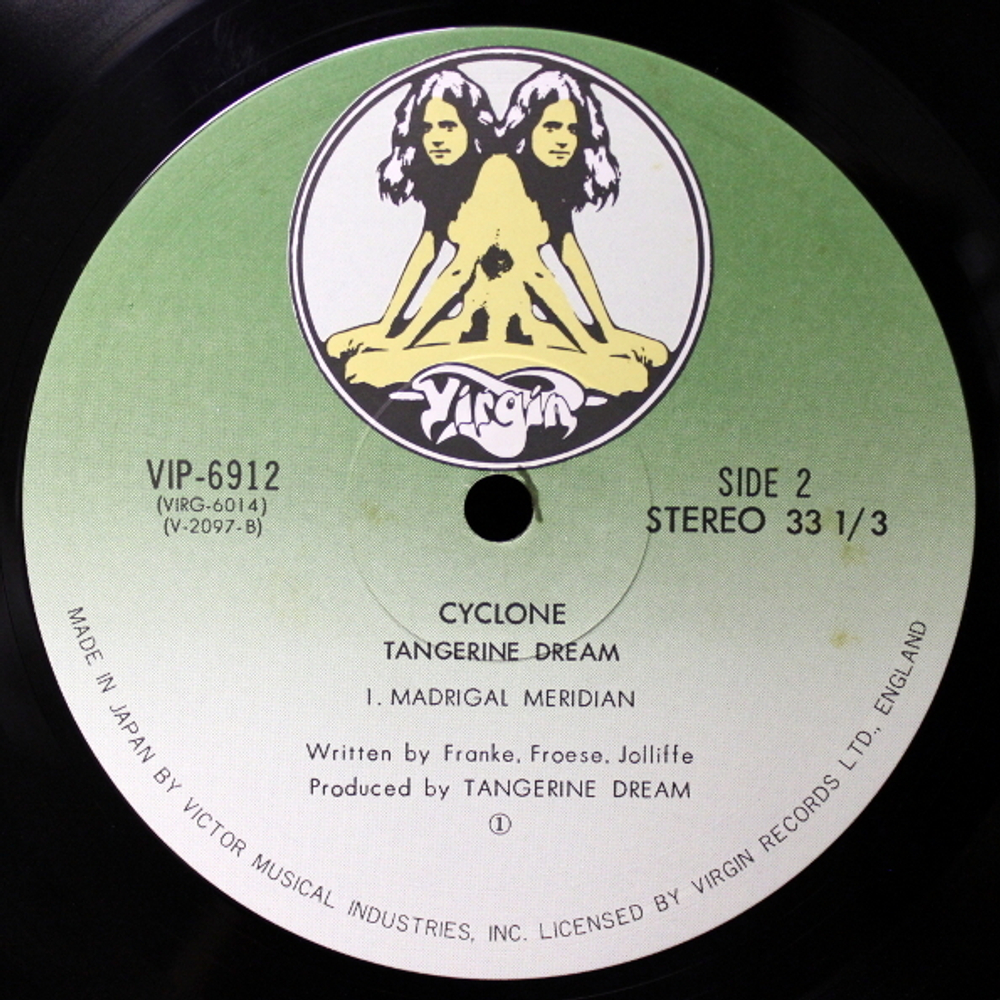 Virgin
VIP-6912
(VIRG-6014)
(V-2097-B)
SIDE 2
STEREO 33 1/3
CYCLONE
TANGERINE DREAM
1. MADRIGAL MERIDIAN
Written by Franke, Froese, Jolliffe
Produced by TANGERINE DREAM
①
MADE IN JAPAN BY VICTOR MUSICAL INDUSTRIES, INC. LICENSED BY VIRGIN RECORDS LTD., ENGLAND